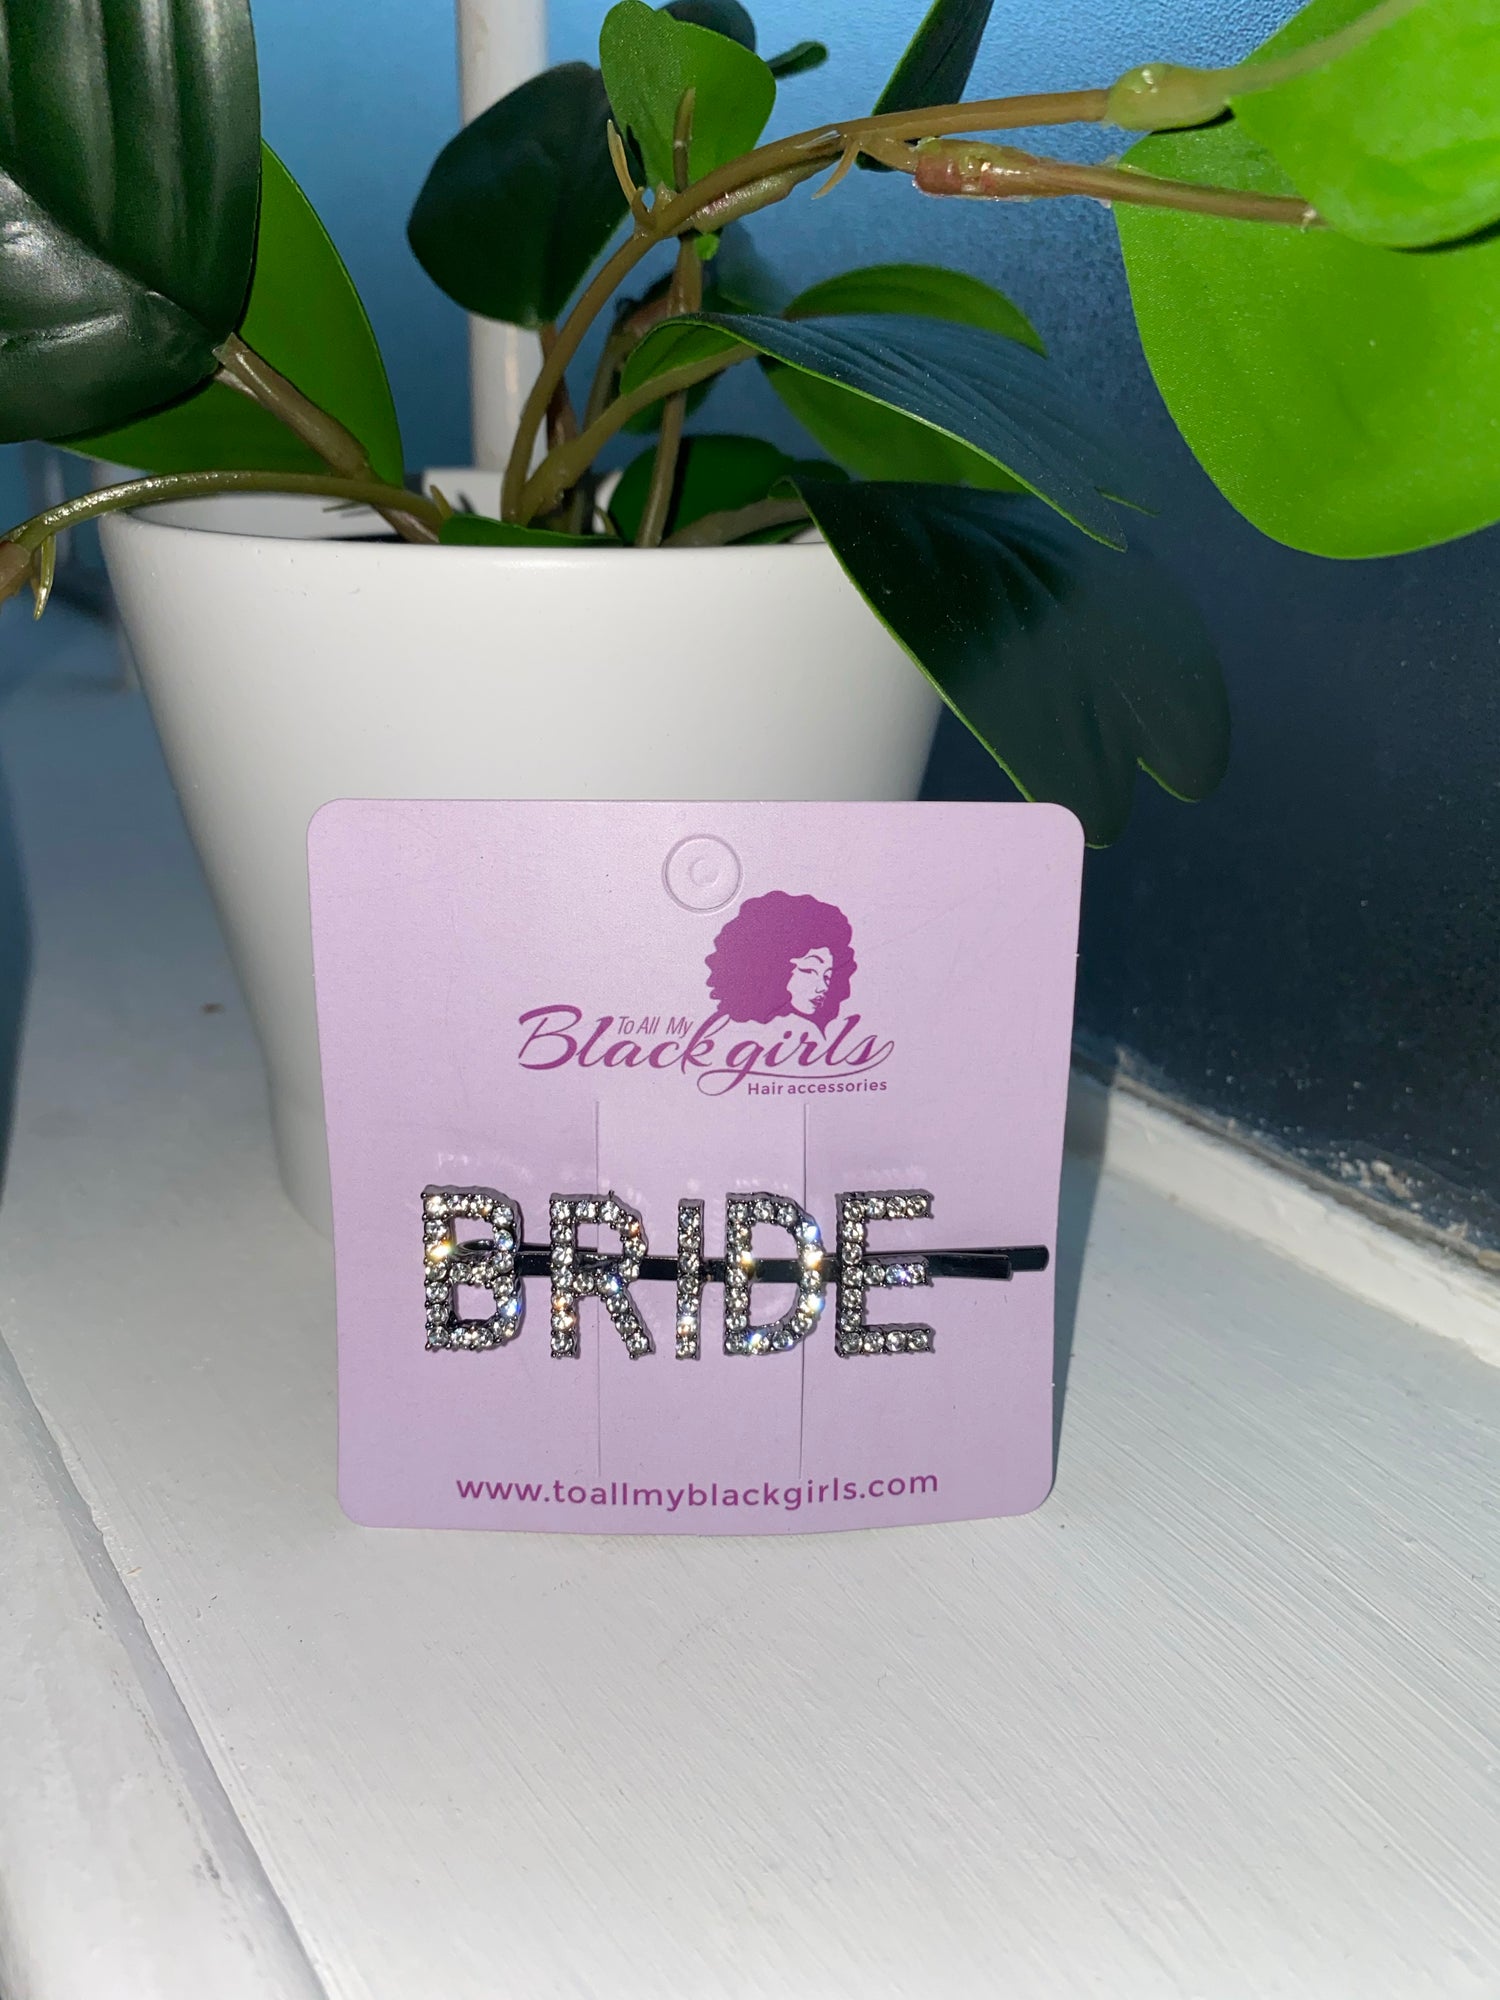 To All My
Black girls
Hair accessories
BRIDE
www.toallmyblackgirls.com